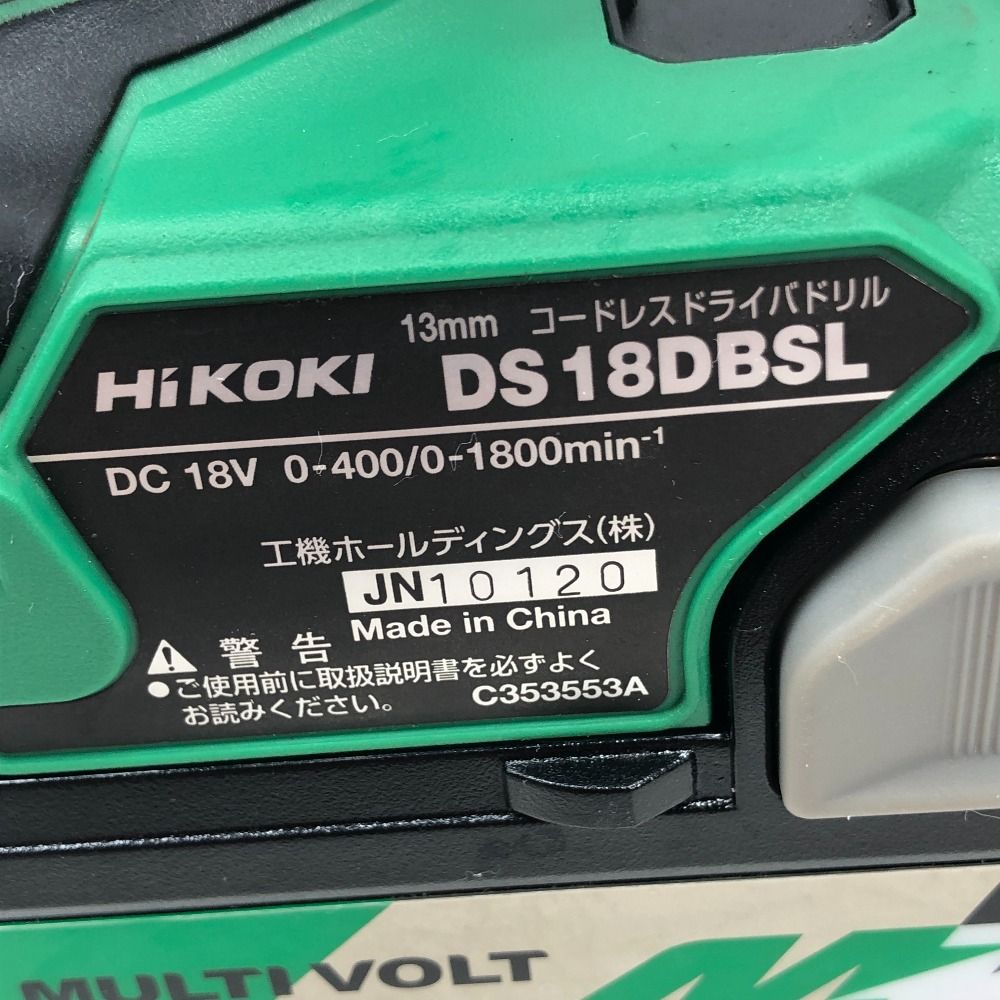 13mm コードレスドライバドリル
HiKOKI DS18DBSL
DC 18V 0-400/0-1800min⁻¹
工機ホールディングス(株)
JN10120
Made in China
警告
●ご使用前に取扱説明書を必ずよく
お読みください。
C353553A
MULTI VOLT